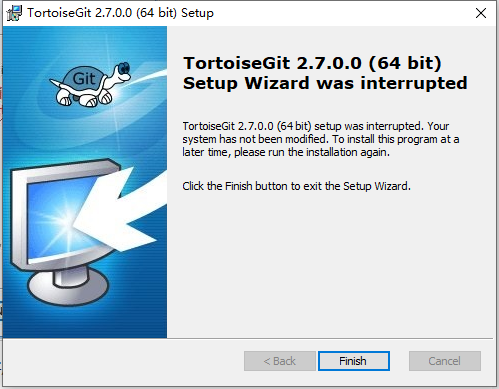 TortoiseGit 2.7.0.0 (64 bit) Setup
Git
TortoiseGit 2.7.0.0 (64 bit)
Setup Wizard was interrupted
TortoiseGit 2.7.0.0 (64 bit) setup was interrupted. Your
system has not been modified. To install this program at a
later time, please run the installation again.
Click the Finish button to exit the Setup Wizard.
< Back
Finish
Cancel